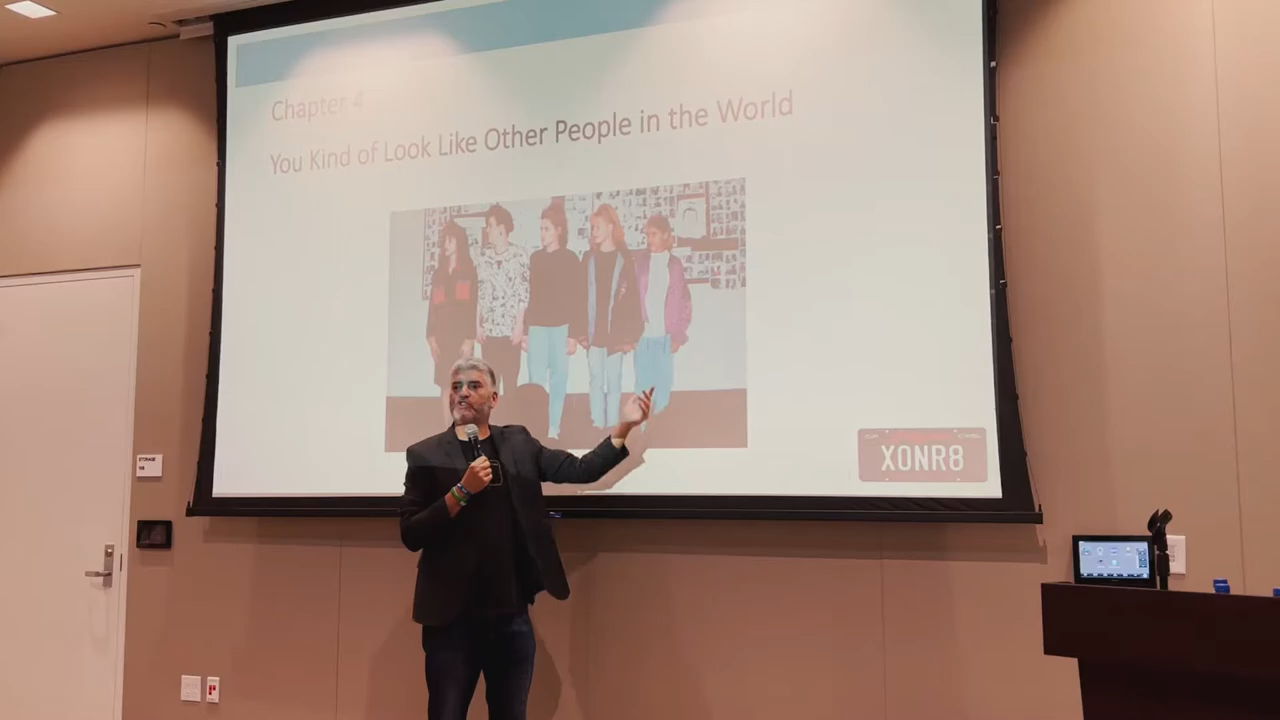 Chapter 4
You Kind of Look Like Other People in the World
XONR8
STORAGE